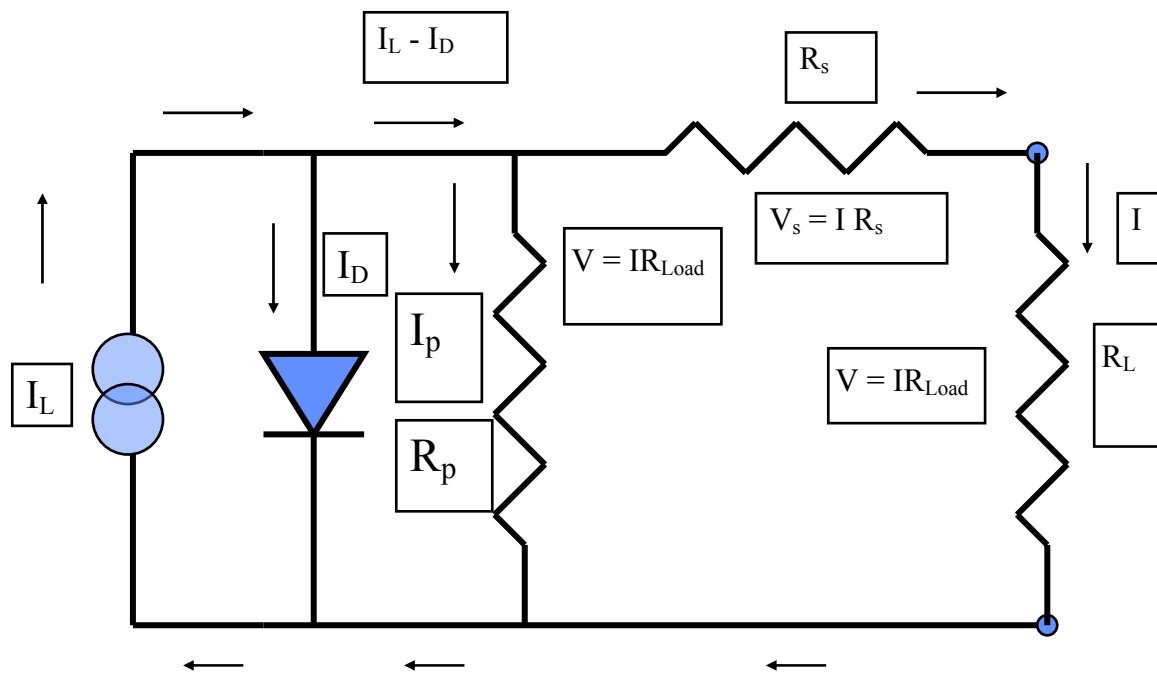 I_L - I_D
R_s
V_s = I R_s
I
I_D
V = IR_Load
I_p
R_L
V = IR_Load
I_L
R_p